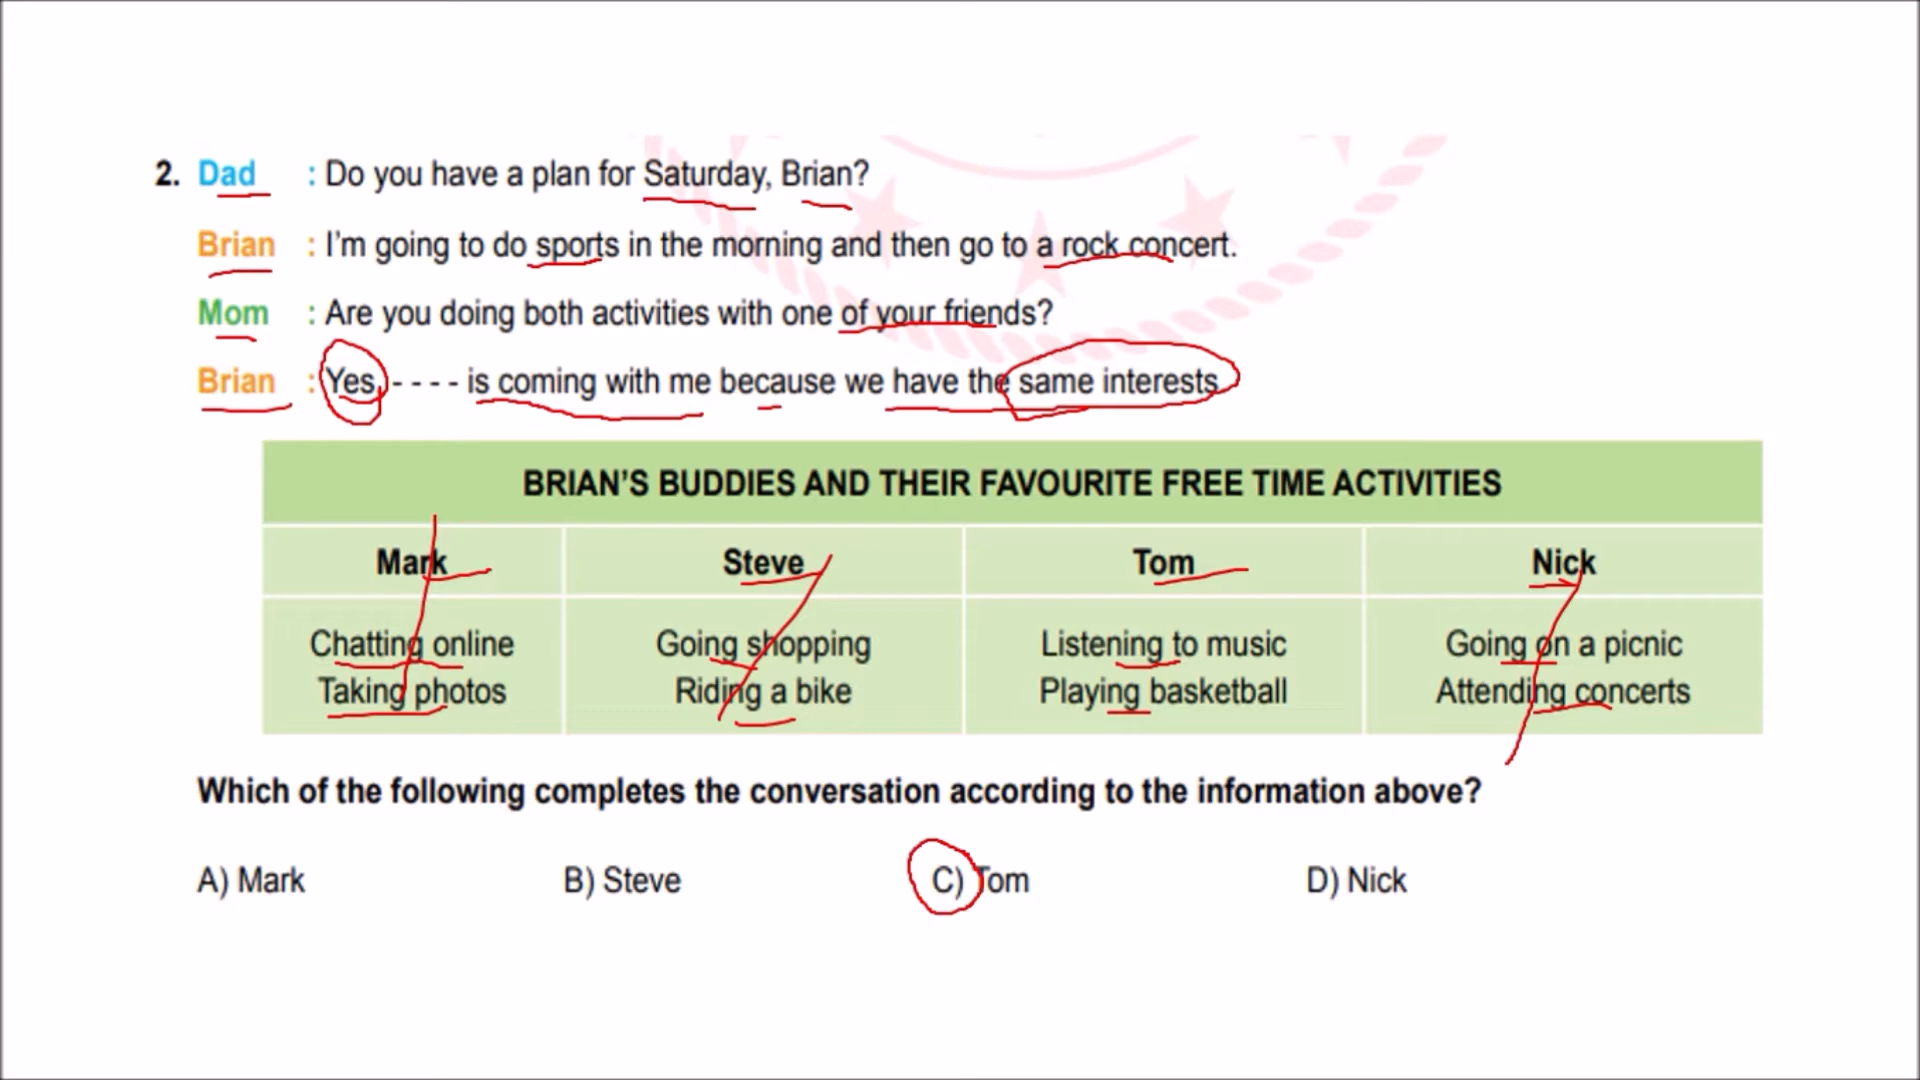 2. Dad : Do you have a plan for Saturday, Brian?
Brian : I'm going to do sports in the morning and then go to a rock concert.
Mom : Are you doing both activities with one of your friends?
Brian : Yes, - - - - is coming with me because we have the same interests.
BRIAN'S BUDDIES AND THEIR FAVOURITE FREE TIME ACTIVITIES
Mark Steve Tom Nick
Chatting online Going shopping Listening to music Going on a picnic
Taking photos Riding a bike Playing basketball Attending concerts
Which of the following completes the conversation according to the information above?
A) Mark B) Steve C) Tom D) Nick